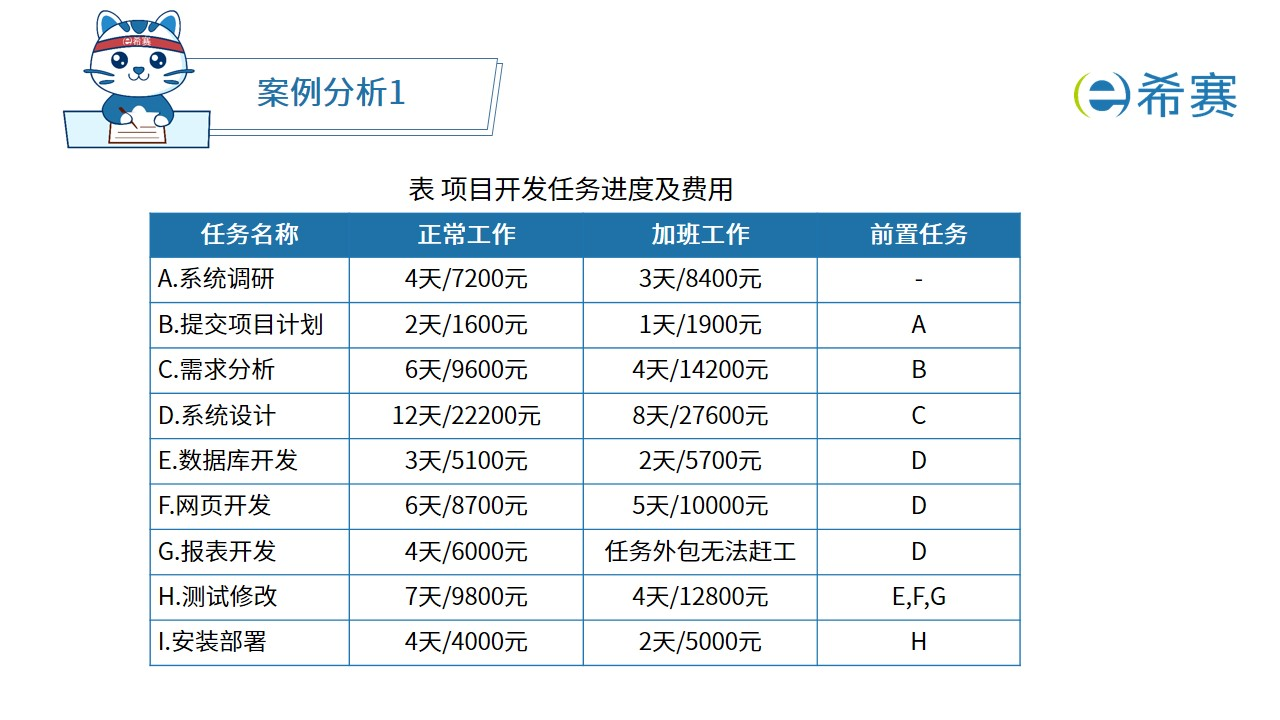 希赛
案例分析1
希赛
表 项目开发任务进度及费用
任务名称 正常工作 加班工作 前置任务
A.系统调研 4天/7200元 3天/8400元 -
B.提交项目计划 2天/1600元 1天/1900元 A
C.需求分析 6天/9600元 4天/14200元 B
D.系统设计 12天/22200元 8天/27600元 C
E.数据库开发 3天/5100元 2天/5700元 D
F.网页开发 6天/8700元 5天/10000元 D
G.报表开发 4天/6000元 任务外包无法赶工 D
H.测试修改 7天/9800元 4天/12800元 E,F,G
I.安装部署 4天/4000元 2天/5000元 H